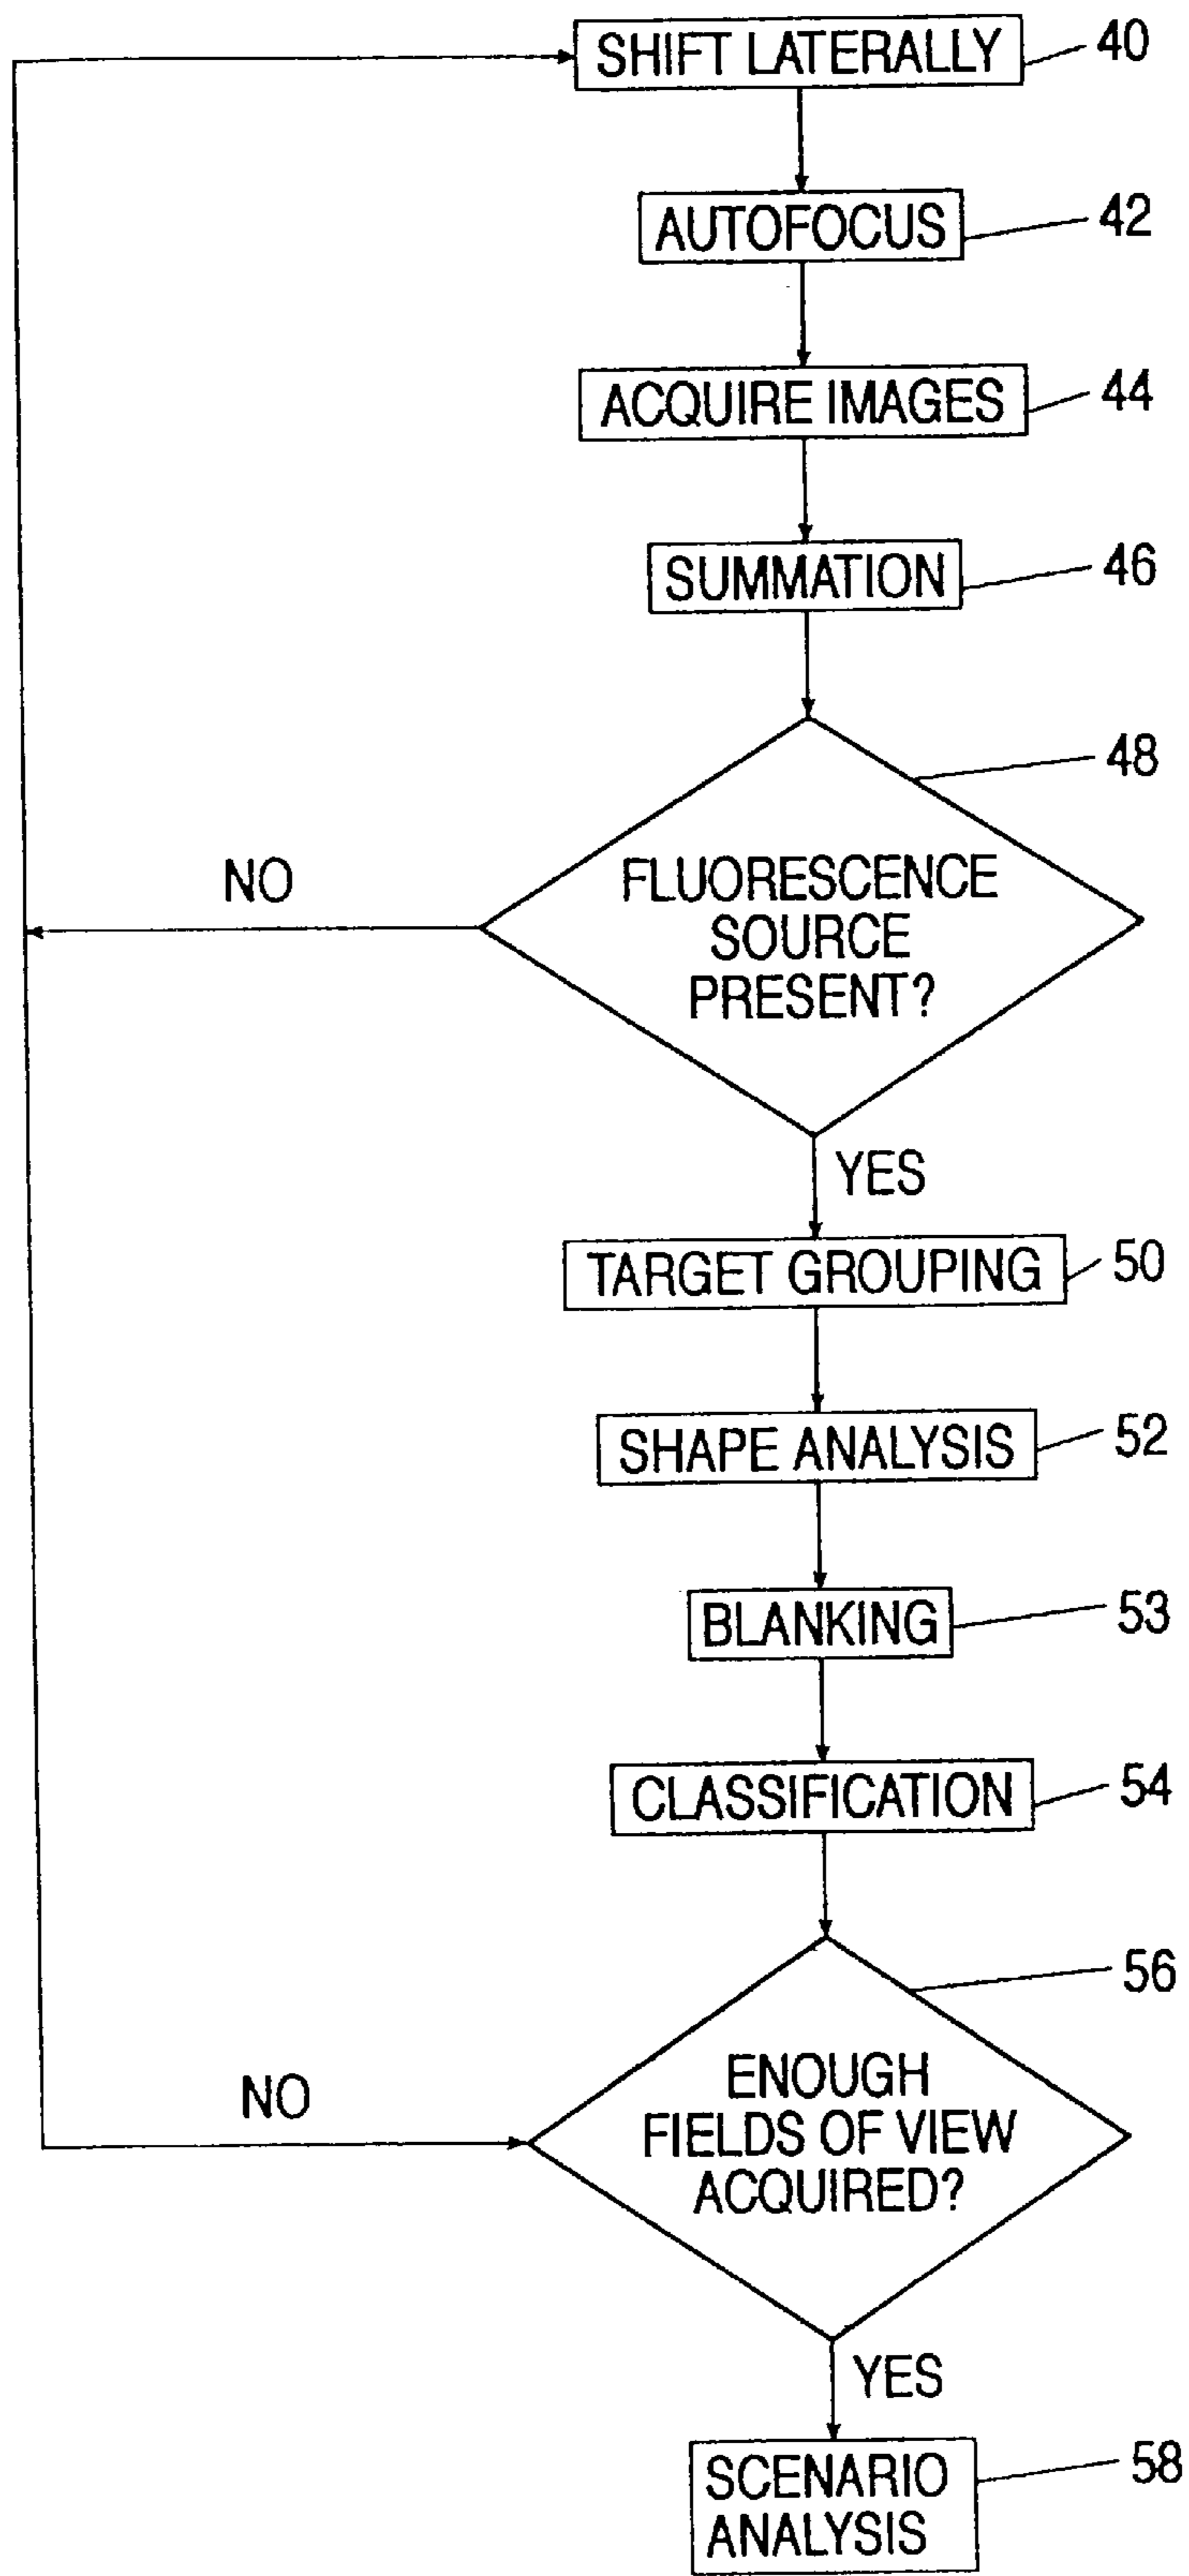 SHIFT LATERALLY
40
AUTOFOCUS
42
ACQUIRE IMAGES
44
SUMMATION
46
48
FLUORESCENCE
SOURCE
PRESENT?
NO
YES
TARGET GROUPING
50
SHAPE ANALYSIS
52
BLANKING
53
CLASSIFICATION
54
56
ENOUGH
FIELDS OF VIEW
ACQUIRED?
NO
YES
SCENARIO
ANALYSIS
58